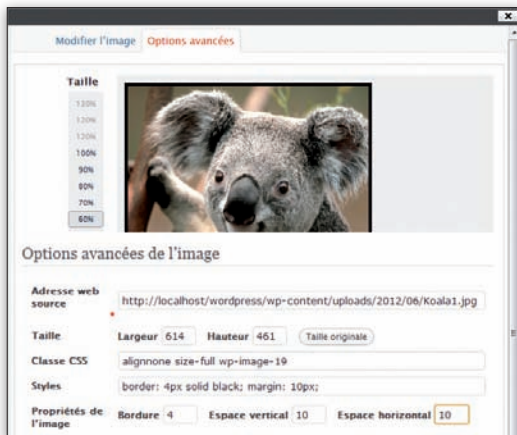 Modifier l'image Options avancées
Taille
120%
120%
120%
100%
90%
80%
70%
60%
Options avancées de l'image
Adresse web source * http://localhost/wordpress/wp-content/uploads/2012/06/Koala1.jpg
Taille Largeur 614 Hauteur 461 Taille originale
Classe CSS alignnone size-full wp-image-19
Styles border: 4px solid black; margin: 10px;
Propriétés de l'image Bordure 4 Espace vertical 10 Espace horizontal 10